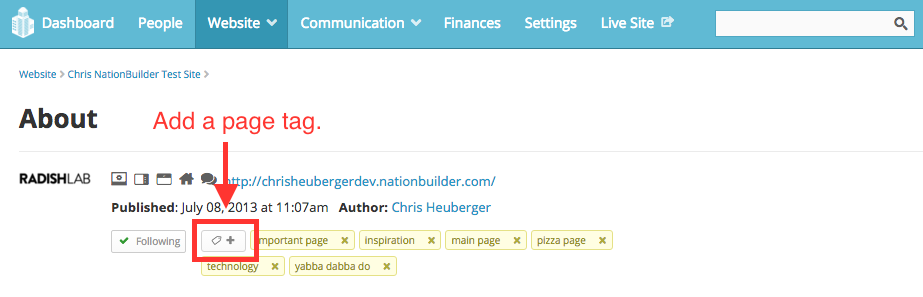 Dashboard People Website Communication Finances Settings Live Site
Website > Chris NationBuilder Test Site >
About
Add a page tag.
RADISHLAB
http://chrisheubergerdev.nationbuilder.com/
Published: July 08, 2013 at 11:07am Author: Chris Heuberger
Following important page x inspiration x main page x pizza page x
technology x yabba dabba do x